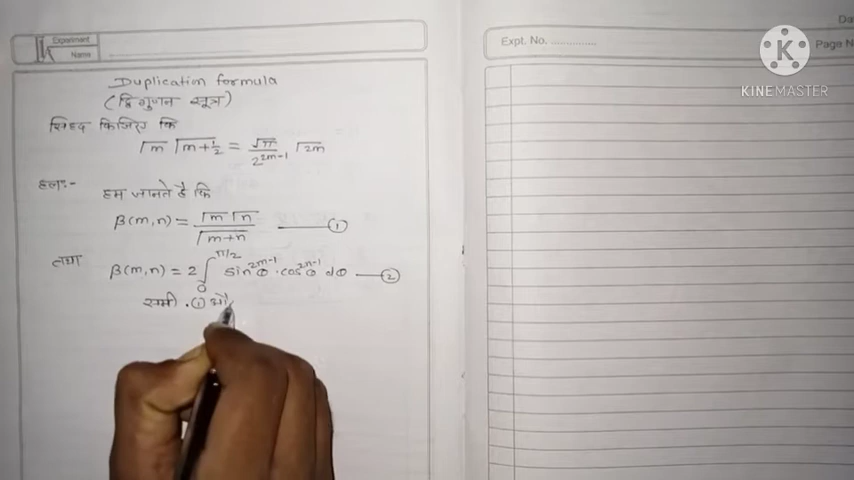 Experiment
Name
Duplication formula
(द्विगुणन सूत्र)
सिध्द किजिए कि
Γm Γm+1/2 = √π/2^(2m-1) Γ2m
हलः-
हम जानते है कि
β(m,n) = Γm Γn/Γm+n ——①
तथा β(m,n) = 2 ∫₀^(π/2) sin^(2m-1)θ · cos^(2n-1)θ dθ —②
समी. ① औ
Expt. No. ...............
Page N
K
KINEMASTER